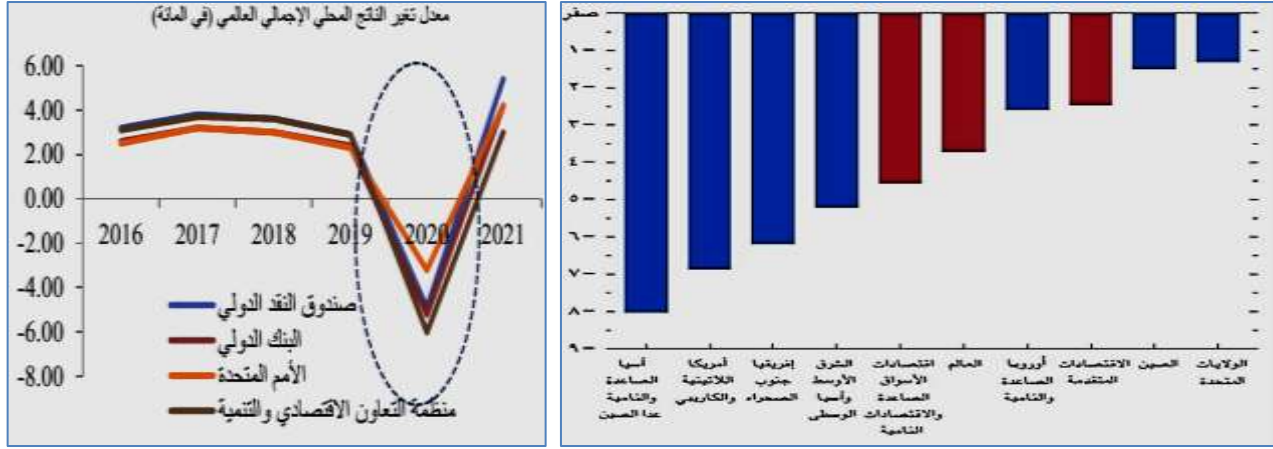 معدل تغير الناتج المحلي الإجمالي العالمي (في المائة)
6.00
4.00
2.00
0.00
-2.00
-4.00
-6.00
-8.00
2016 2017 2018 2019 2020 2021
صندوق النقد الدولي
البنك الدولي
الأمم المتحدة
منظمة التعاون الاقتصادي والتنمية
صفر
١-
٢-
٣-
٤-
٥-
٦-
٧-
٨-
٩-
آسيا
الصاعدة
والنامية
عدا الصين
أمريكا
اللاتينية
والكاريبي
إفريقيا
جنوب
الصحراء
الشرق
الأوسط
وآسيا
الوسطى
اقتصادات
الأسواق
الصاعدة
والاقتصادات
النامية
العالم
أوروبا
الصاعدة
والنامية
الاقتصادات
المتقدمة
الصين
الولايات
المتحدة